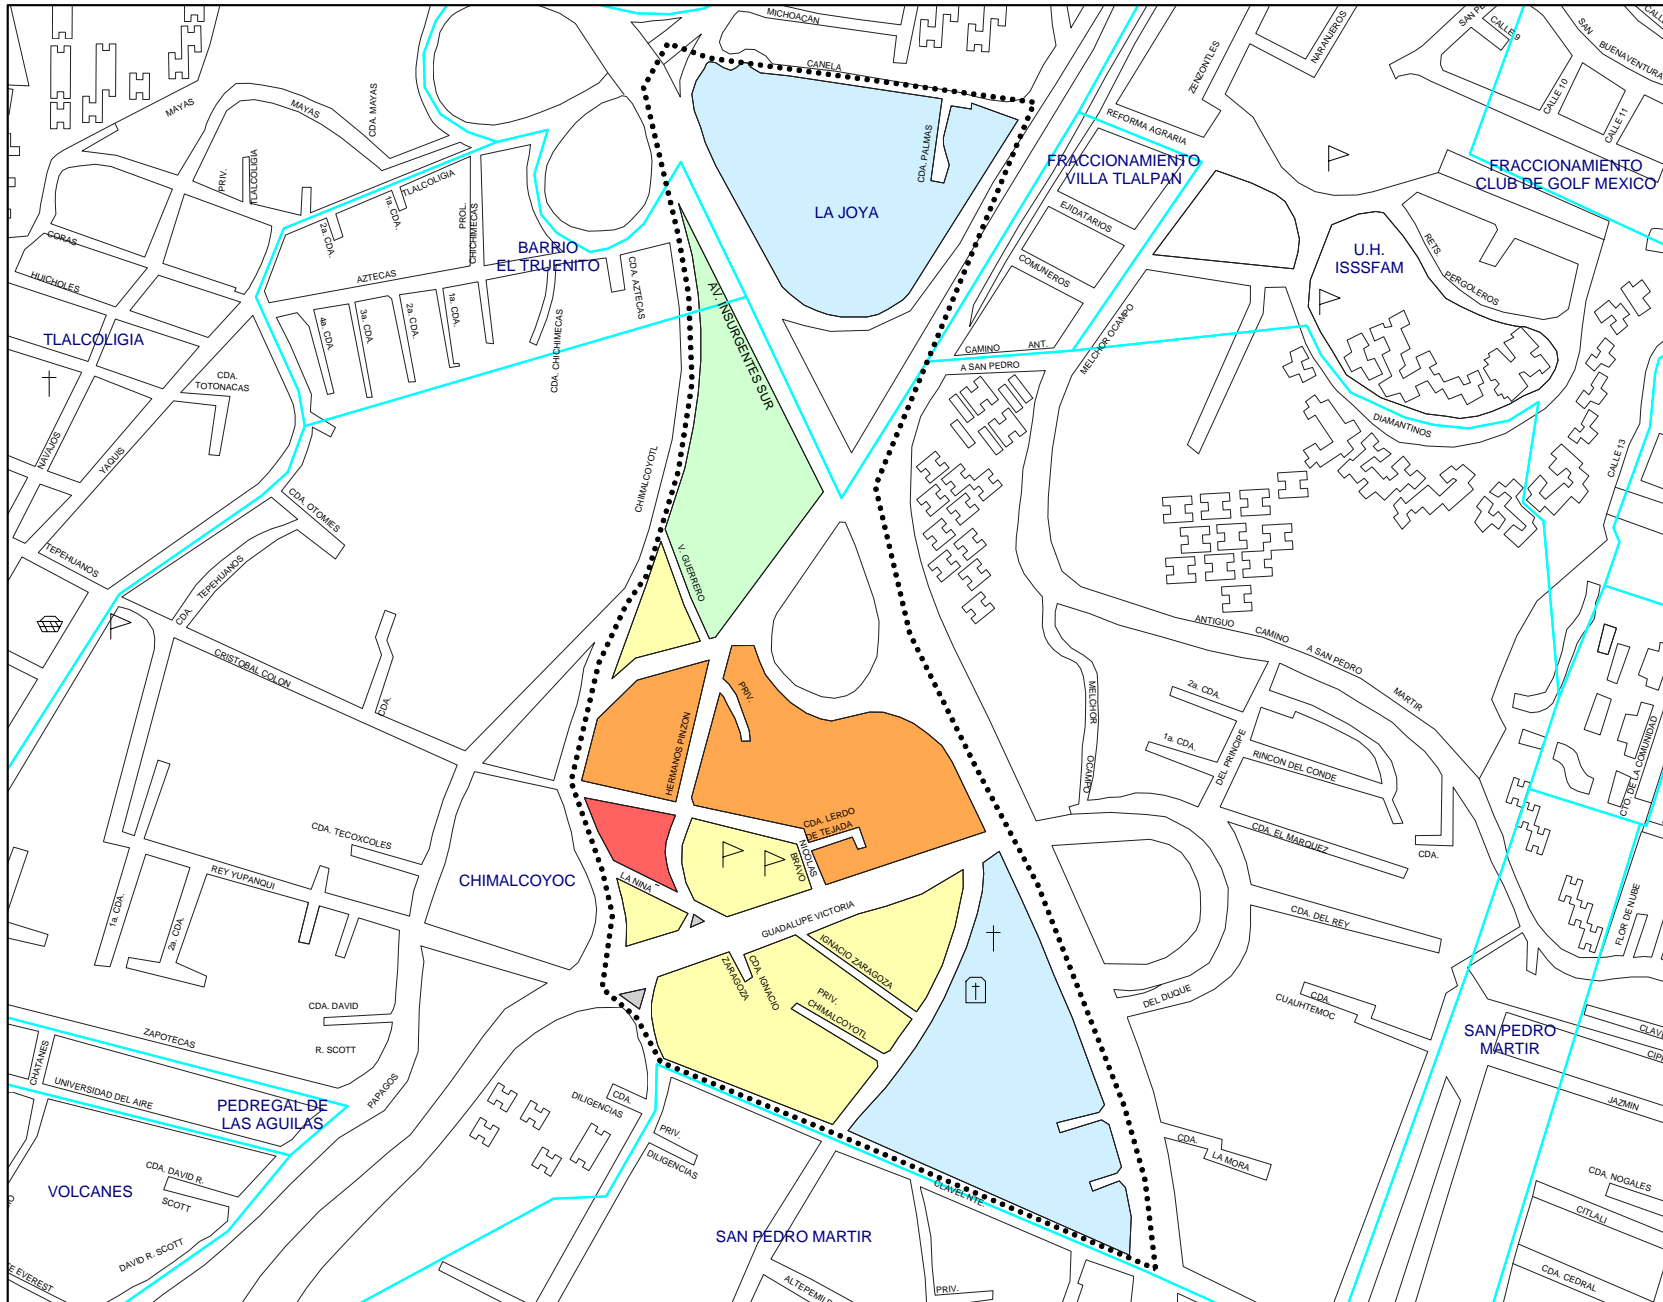 MICHOACAN
CANELA
SAN
BUENAVENTURA
CALLE 9
CALLE 10
CALLE 11
NARANJEROS
ZENZONTLES
REFORMA AGRARIA
MAYAS
MAYAS
CDA. MAYAS
PRIV.
TLALCOLIGIA
1a. CDA.
TLALCOLIGIA
2a. CDA.
PROL.
CHICHIMECAS
CDA. PALMAS
LA JOYA
FRACCIONAMIENTO
VILLA TLALPAN
FRACCIONAMIENTO
CLUB DE GOLF MEXICO
EJIDATARIOS
COMUNEROS
U.H.
ISSSFAM
RETS.
PERGOLEROS
CORAS
HUICHOLES
AZTECAS
BARRIO
EL TRUENITO
CDA. AZTECAS
4a. CDA.
3a. CDA.
2a. CDA.
1a. CDA.
CDA. CHICHIMECAS
AV. INSURGENTES SUR
TLALCOLIGIA
CDA.
TOTONACAS
CAMINO
ANT.
A SAN PEDRO
MELCHOR OCAMPO
DIAMANTINOS
CALLE 13
NAVAJOS
YAQUIS
CHIMALCOYOTL
CDA. OTOMIES
TEPEHUANOS
CDA.
TEPEHUANOS
V. GUERRERO
CRISTOBAL COLON
CDA.
ANTIGUO
CAMINO
A SAN PEDRO
MARTIR
MELCHOR
OCAMPO
2a. CDA.
1a. CDA.
DEL PRINCIPE
RINCON DEL CONDE
CTO. DE LA COMUNIDAD
PRIV.
HERMANOS PINZON
CDA. LERDO
DE TEJADA
NICOLAS
BRAVO
CDA. EL MARQUEZ
CDA.
CDA. TECOXCOLES
REY YUPANQUI
CHIMALCOYOC
LA NINA
1a. CDA.
2a. CDA.
GUADALUPE VICTORIA
IGNACIO ZARAGOZA
CDA. IGNACIO
ZARAGOZA
PRIV.
CHIMALCOYOTL
CDA. DEL REY
FLOR DE NUBE
DEL DUQUE
CDA.
CUAUHTEMOC
CDA. DAVID
R. SCOTT
ZAPOTECAS
CHATANES
UNIVERSIDAD DEL AIRE
PAPAGOS
PEDREGAL DE
LAS AGUILAS
SAN PEDRO
MARTIR
JAZMIN
CDA.
DILIGENCIAS
PRIV.
DILIGENCIAS
CDA.
LA MORA
CDA. DAVID R.
SCOTT
VOLCANES
CLAVEL NTE.
CDA. NOGALES
CITLALI
SAN PEDRO MARTIR
DAVID R. SCOTT
EVEREST
PRIV.
CDA. CEDRAL